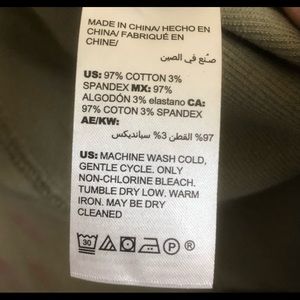 MADE IN CHINA/ HECHO EN
CHINA/ FABRIQUÉ EN
CHINE/
صنع في الصين
US: 97% COTTON 3%
SPANDEX MX: 97%
ALGODÓN 3% elastano CA:
97% COTTON 3% SPANDEX
AE/KW:
97% القطن 3% سباندیکس
US: MACHINE WASH COLD,
GENTLE CYCLE. ONLY
NON-CHLORINE BLEACH.
TUMBLE DRY LOW. WARM
IRON. MAY BE DRY
CLEANED
30
P